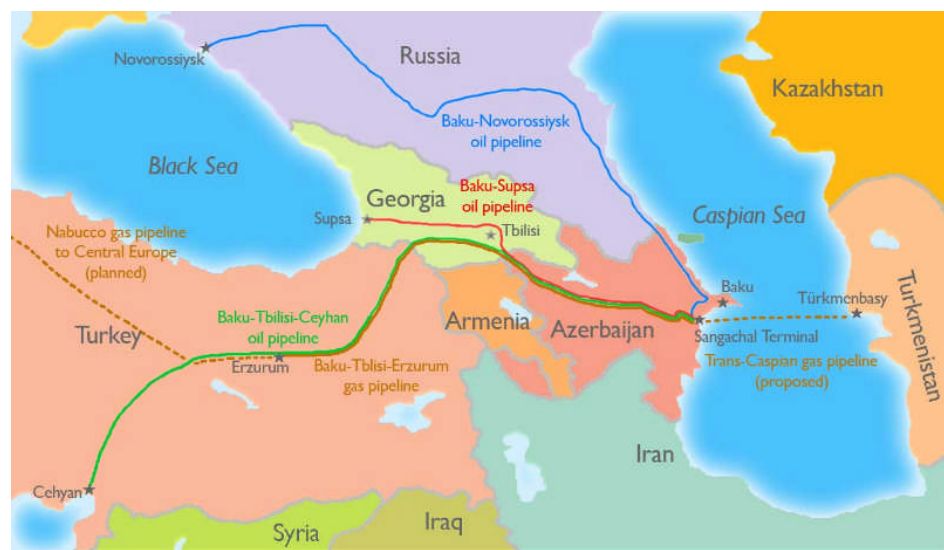 Novorossiysk
Russia
Kazakhstan
Baku-Novorossiysk
oil pipeline
Black Sea
Georgia
Baku-Supsa
oil pipeline
Supsa
Tbilisi
Caspian Sea
Nabucco gas pipeline
to Central Europe
(planned)
Baku
Türkmenbasy
Turkmenistan
Turkey
Baku-Tbilisi-Ceyhan
oil pipeline
Armenia
Azerbaijan
Sangachal Terminal
Erzurum
Baku-Tblisi-Erzurum
gas pipeline
Trans-Caspian gas pipeline
(proposed)
Iran
Cehyan
Syria
Iraq